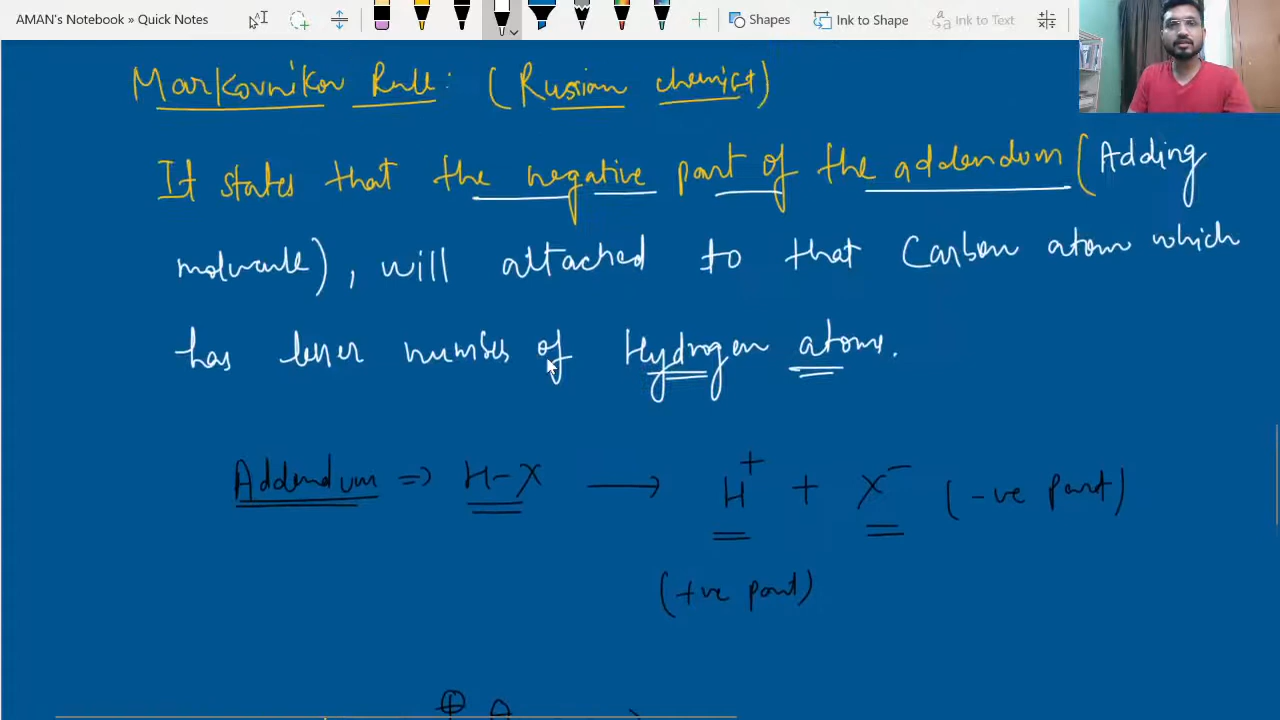 AMAN's Notebook » Quick Notes
Shapes
Ink to Shape
Ink to Text
Markovnikov Rule: (Russian chemist)
It states that the negative part of the addendum (Adding
molecule), will attached to that Carbon atom which
has lesser number of Hydrogen atoms.
Addendum => H-X → H+ + X- (-ve part)
(+ve part)